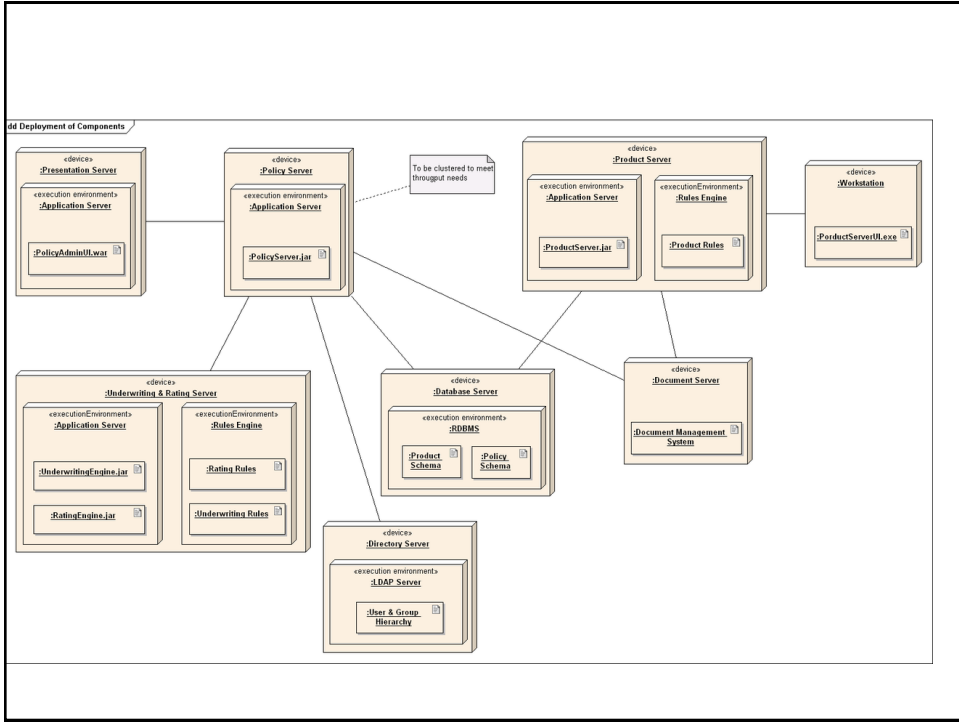 dd Deployment of Components
«device»
:Presentation Server
«execution environment»
:Application Server
:PolicyAdminUI.war
«device»
:Policy Server
«execution environment»
:Application Server
:PolicyServer.jar
To be clustered to meet
througput needs
«device»
:Product Server
«execution environment»
:Application Server
:ProductServer.jar
«executionEnvironment»
:Rules Engine
:Product Rules
«device»
:Workstation
:PorductServerUI.exe
«device»
:Underwriting & Rating Server
«executionEnvironment»
:Application Server
:UnderwritingEngine.jar
:RatingEngine.jar
«executionEnvironment»
:Rules Engine
:Rating Rules
:Underwriting Rules
«device»
:Database Server
«execution environment»
:RDBMS
:Product
Schema
:Policy
Schema
«device»
:Document Server
:Document Management
System
«device»
:Directory Server
«execution environment»
:LDAP Server
:User & Group
Hierarchy